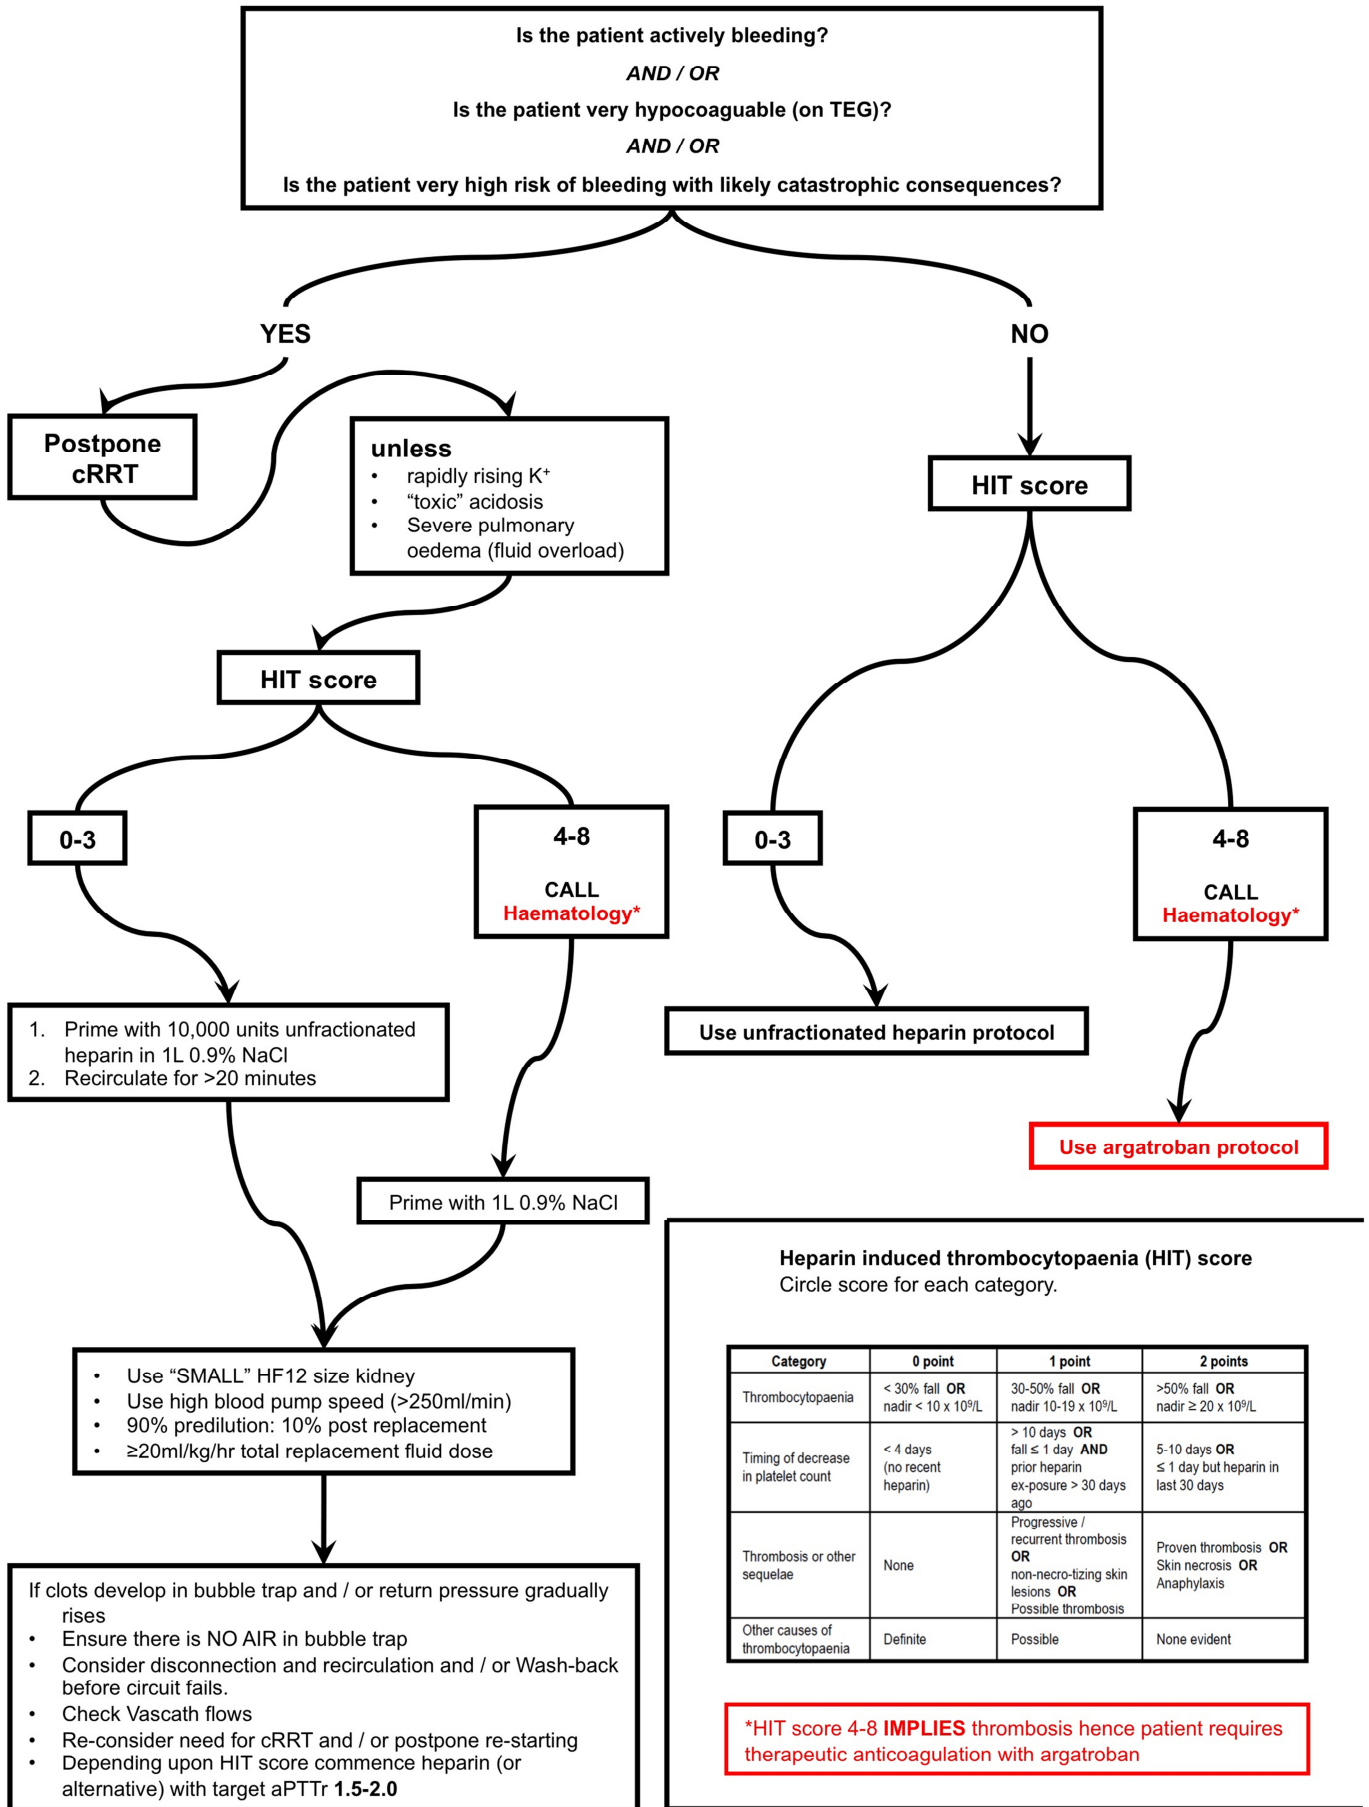 Is the patient actively bleeding?
AND / OR
Is the patient very hypocoaguable (on TEG)?
AND / OR
Is the patient very high risk of bleeding with likely catastrophic consequences?
YES
NO
Postpone
cRRT
unless
• rapidly rising K⁺
• “toxic” acidosis
• Severe pulmonary
oedema (fluid overload)
HIT score
HIT score
0-3
4-8
CALL
Haematology*
0-3
4-8
CALL
Haematology*
1. Prime with 10,000 units unfractionated
heparin in 1L 0.9% NaCl
2. Recirculate for >20 minutes
Use unfractionated heparin protocol
Use argatroban protocol
Prime with 1L 0.9% NaCl
• Use “SMALL” HF12 size kidney
• Use high blood pump speed (>250ml/min)
• 90% predilution: 10% post replacement
• ≥20ml/kg/hr total replacement fluid dose
If clots develop in bubble trap and / or return pressure gradually
rises
• Ensure there is NO AIR in bubble trap
• Consider disconnection and recirculation and / or Wash-back
before circuit fails.
• Check Vascath flows
• Re-consider need for cRRT and / or postpone re-starting
• Depending upon HIT score commence heparin (or
alternative) with target aPTTr 1.5-2.0
Heparin induced thrombocytopaenia (HIT) score
Circle score for each category.
Category
0 point
1 point
2 points
Thrombocytopaenia
< 30% fall OR
nadir < 10 x 10⁹/L
30-50% fall OR
nadir 10-19 x 10⁹/L
>50% fall OR
nadir ≥ 20 x 10⁹/L
Timing of decrease
in platelet count
< 4 days
(no recent
heparin)
> 10 days OR
fall ≤ 1 day AND
prior heparin
ex-posure > 30 days
ago
5-10 days OR
≤ 1 day but heparin in
last 30 days
Thrombosis or other
sequelae
None
Progressive /
recurrent thrombosis
OR
non-necro-tizing skin
lesions OR
Possible thrombosis
Proven thrombosis OR
Skin necrosis OR
Anaphylaxis
Other causes of
thrombocytopaenia
Definite
Possible
None evident
*HIT score 4-8 IMPLIES thrombosis hence patient requires
therapeutic anticoagulation with argatroban